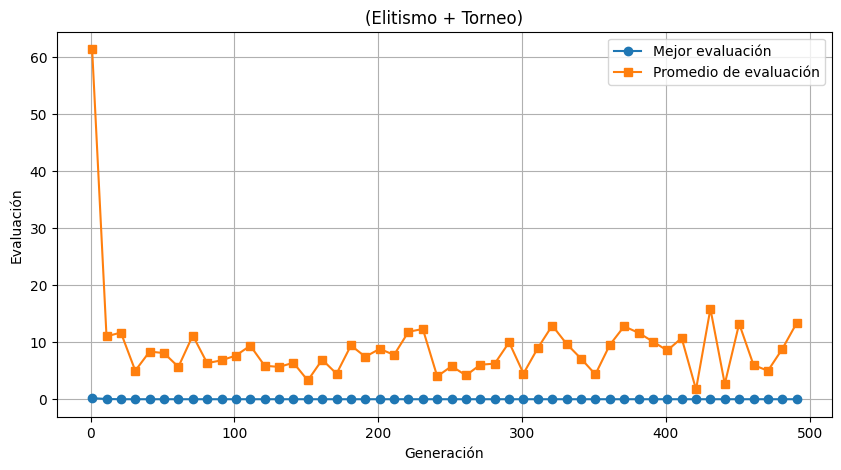 (Elitismo + Torneo)
Mejor evaluación
Promedio de evaluación
60
50
40
30
20
10
0
Evaluación
0 100 200 300 400 500
Generación